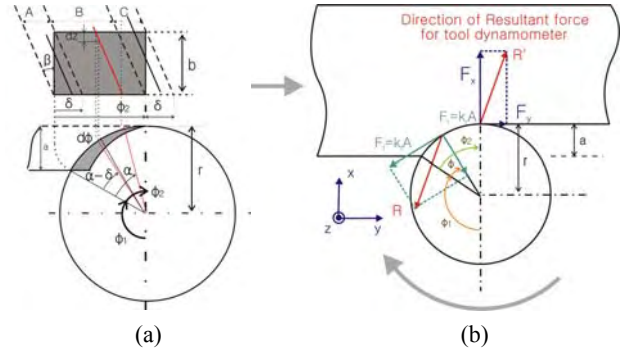 A B C
dz
β
b
δ ϕ₂ δ
a
dϕ
r
α-δ α
ϕ₂
ϕ₁
(a)
Direction of Resultant force
for tool dynamometer
R'
Fₓ
Fᵧ
Fᵣ=kᵣA
Fₜ=kₜA
ϕ₂
ϕ
ϕ₁
R
r
a
x
z y
(b)